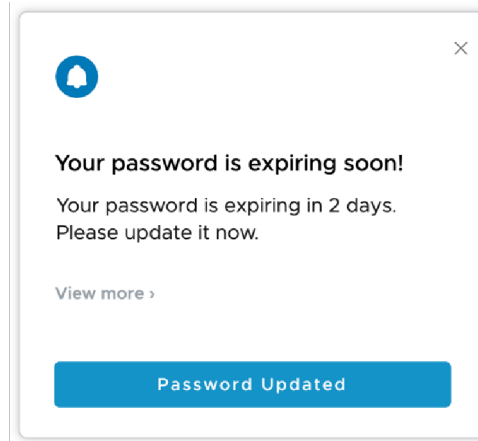 Your password is expiring soon!
Your password is expiring in 2 days.
Please update it now.
View more ›
Password Updated